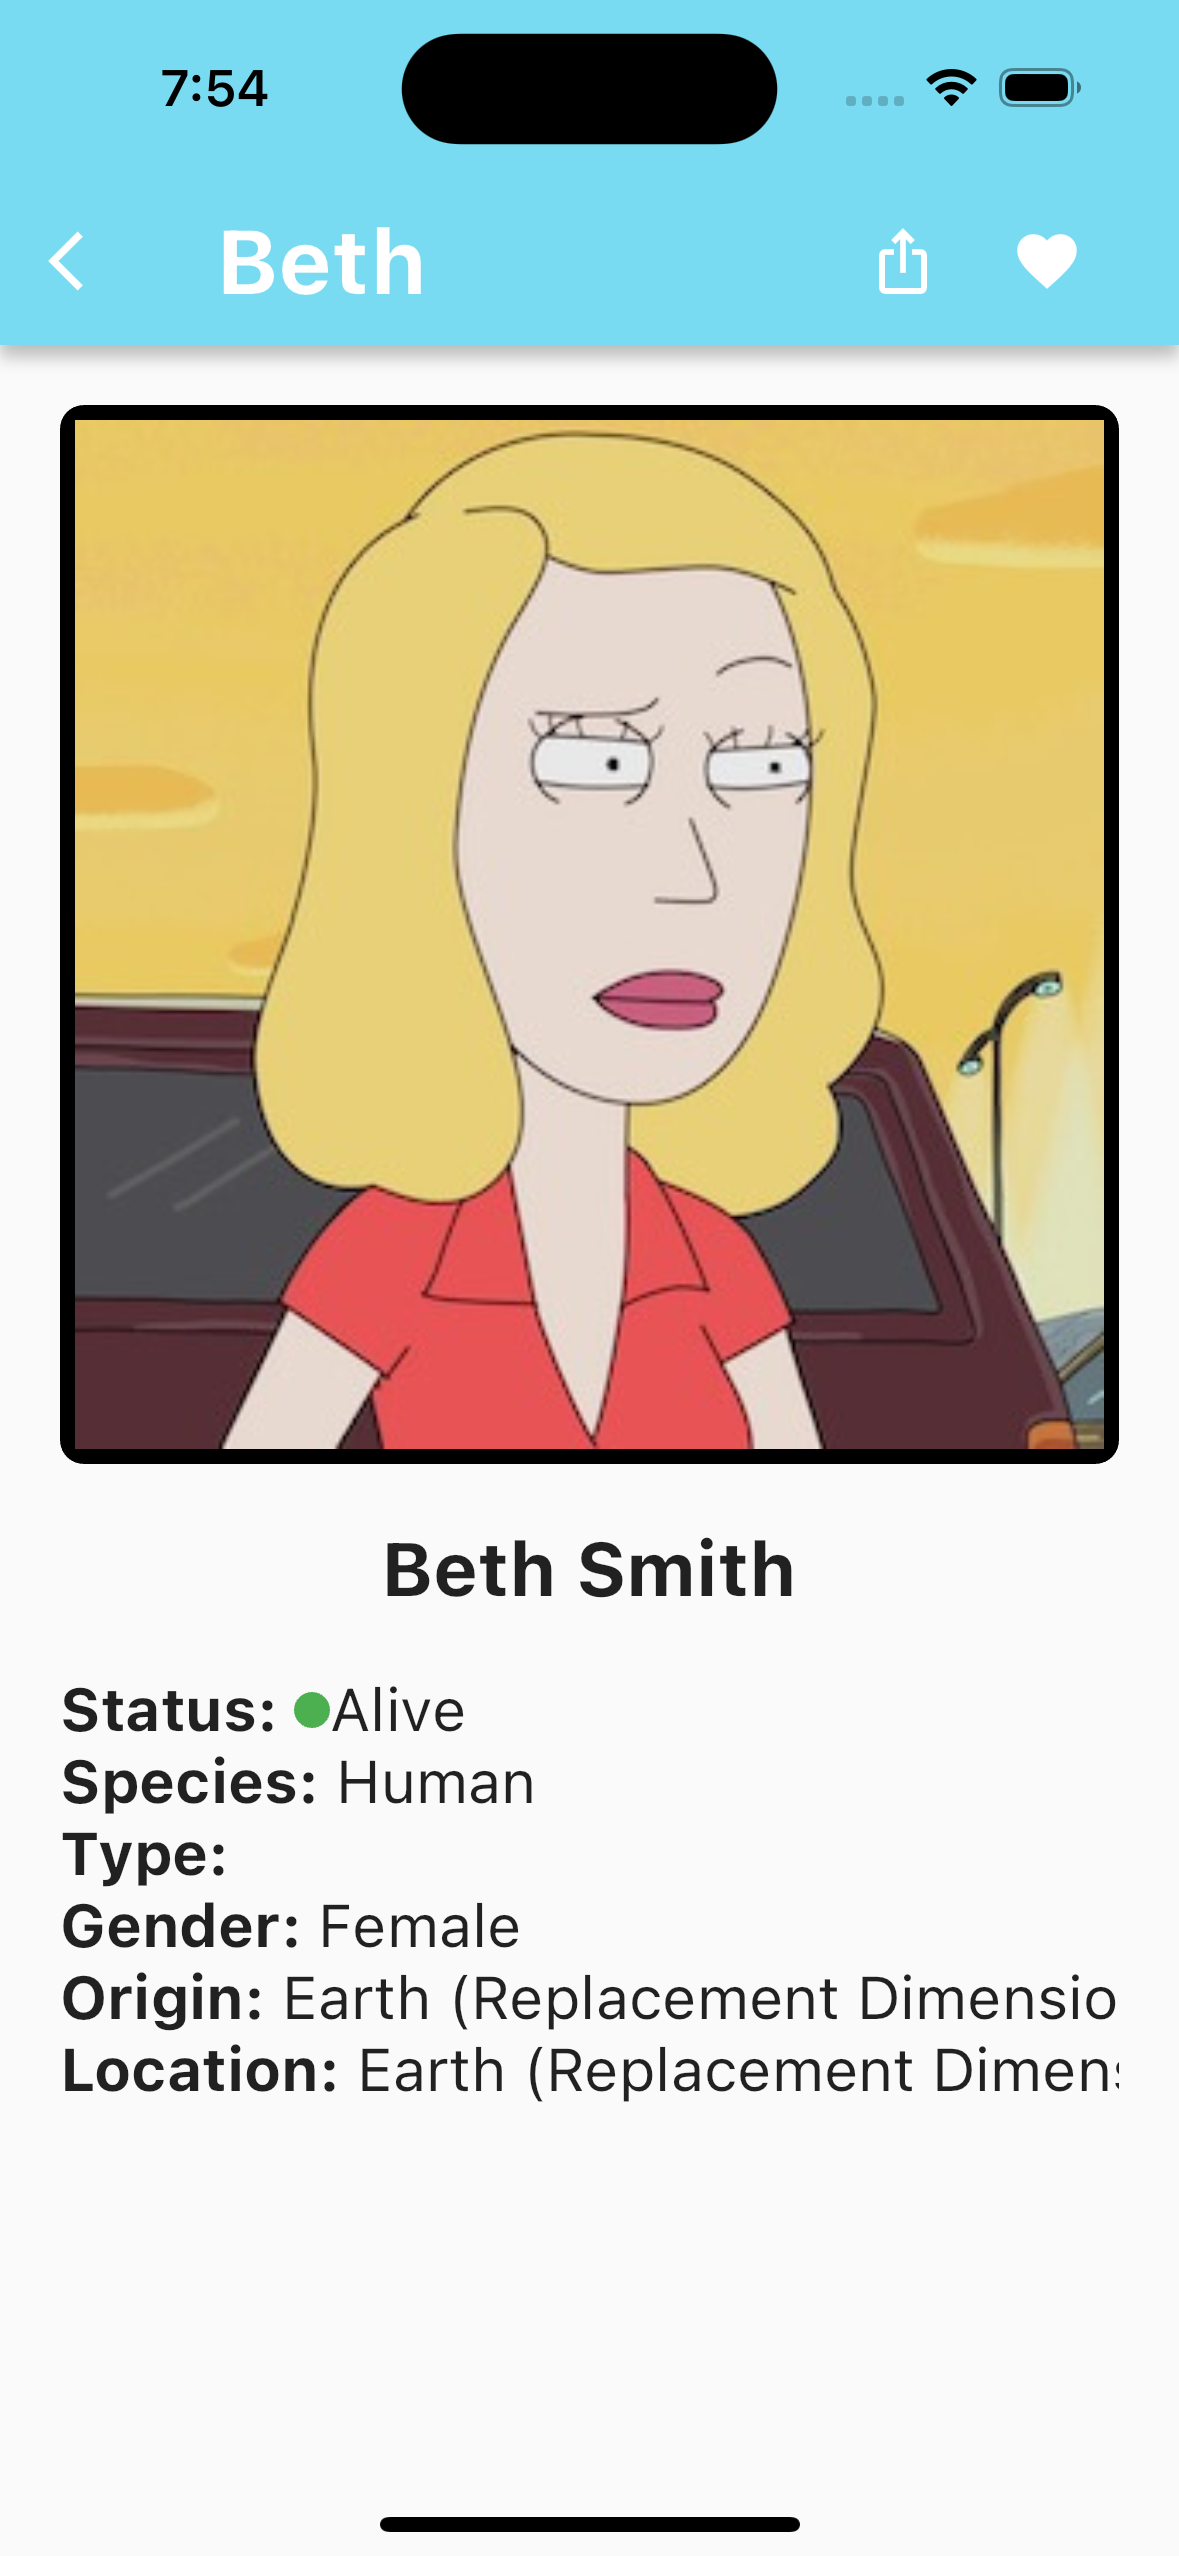 7:54
Beth
Beth Smith
Status: Alive
Species: Human
Type:
Gender: Female
Origin: Earth (Replacement Dimensio
Location: Earth (Replacement Dimens